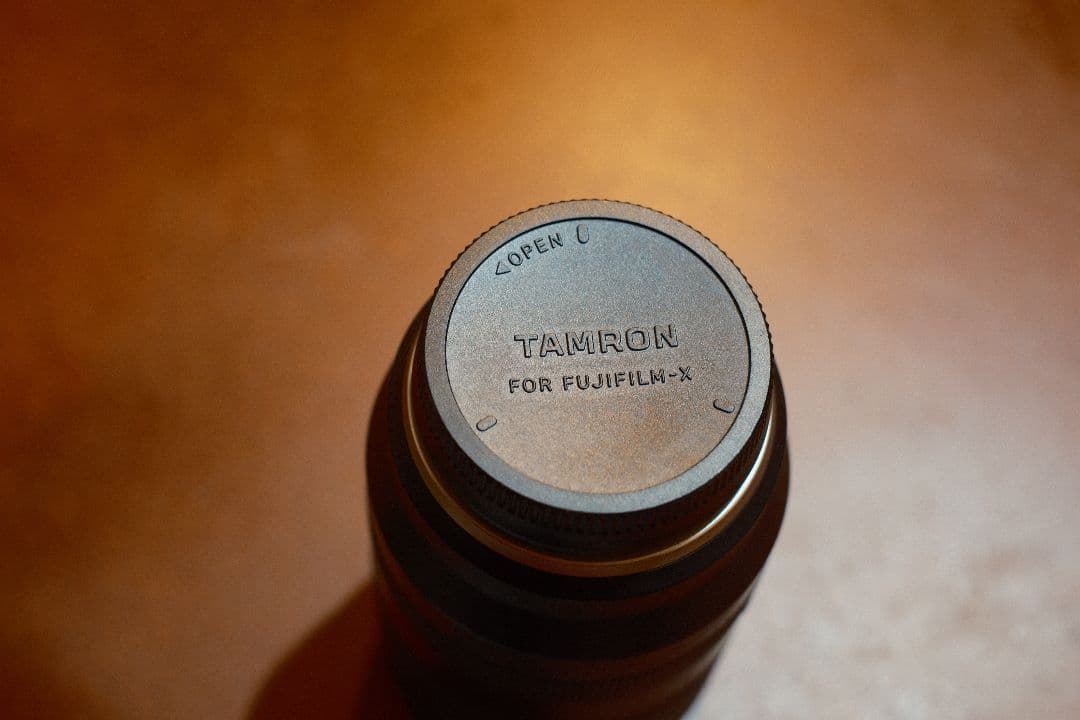 <OPEN
TAMRON
FOR FUJIFILM-X